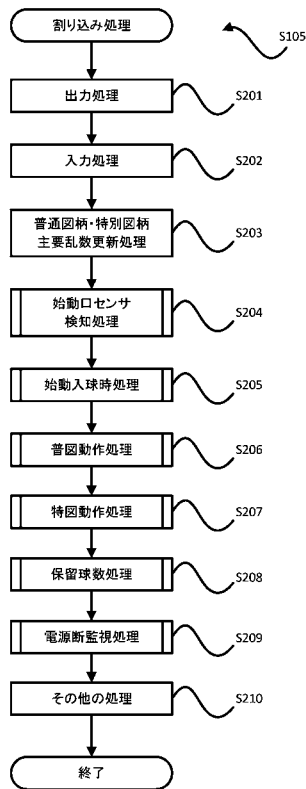 割り込み処理
S105
出力処理
S201
入力処理
S202
普通図柄・特別図柄
主要乱数更新処理
S203
始動口センサ
検知処理
S204
始動入球時処理
S205
普図動作処理
S206
特図動作処理
S207
保留球数処理
S208
電源断監視処理
S209
その他の処理
S210
終了